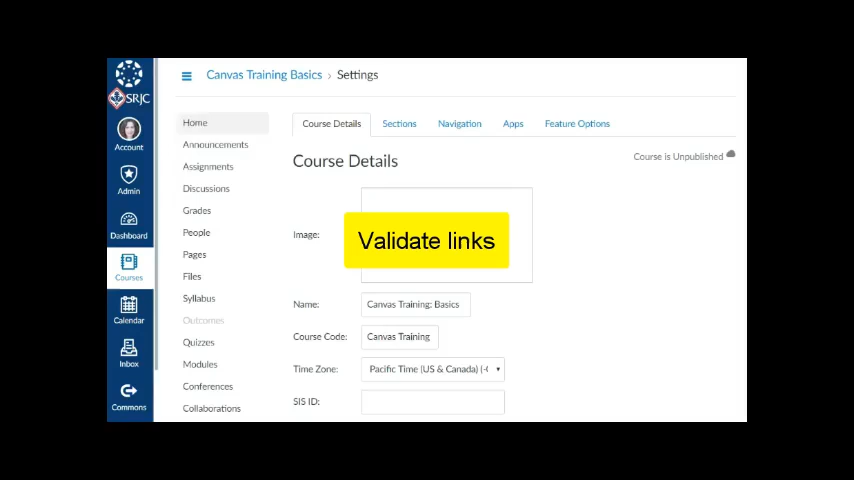 Canvas Training Basics › Settings
SRJC
Account
Admin
Dashboard
Courses
Calendar
Inbox
Commons
Home
Announcements
Assignments
Discussions
Grades
People
Pages
Files
Syllabus
Outcomes
Quizzes
Modules
Conferences
Collaborations
Course Details Sections Navigation Apps Feature Options
Course Details
Course is Unpublished
Image:
Validate links
Name: Canvas Training: Basics
Course Code: Canvas Training
Time Zone: Pacific Time (US & Canada) (-
SIS ID: